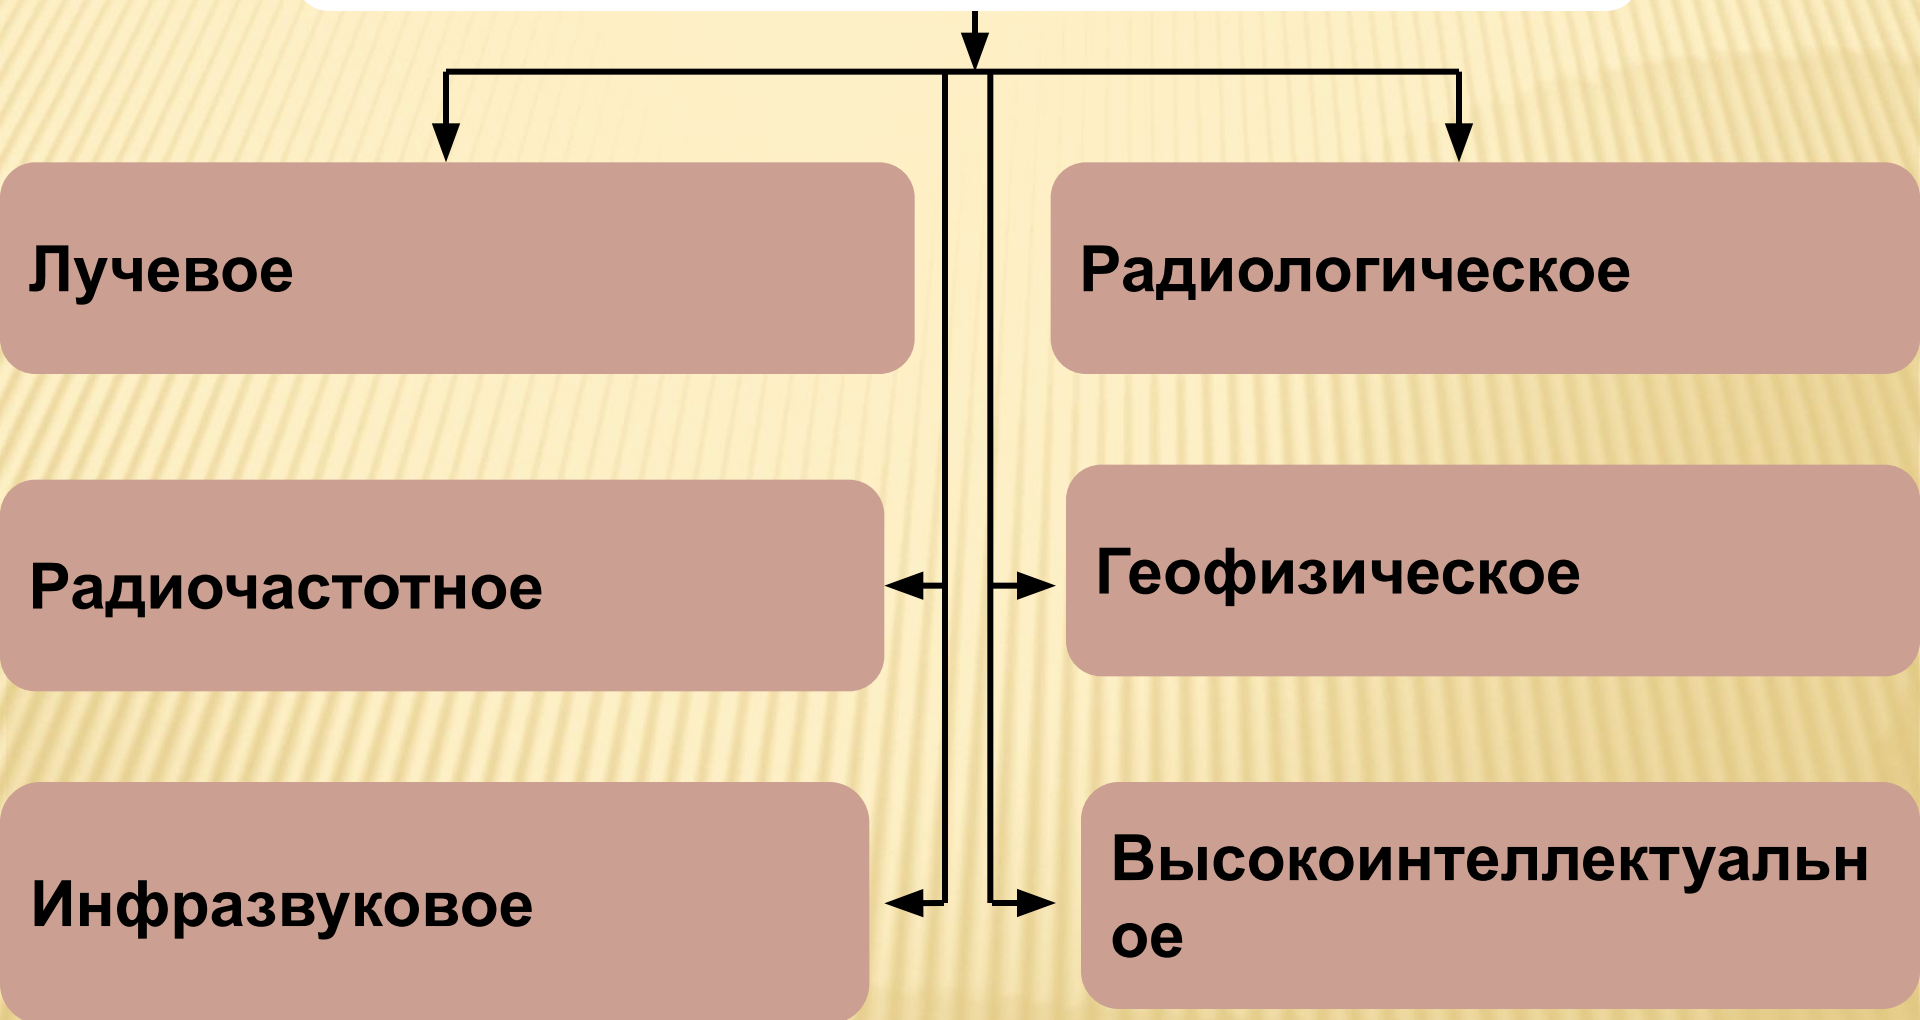 Лучевое
Радиологическое
Радиочастотное
Геофизическое
Инфразвуковое
Высокоинтеллектуальн
ое